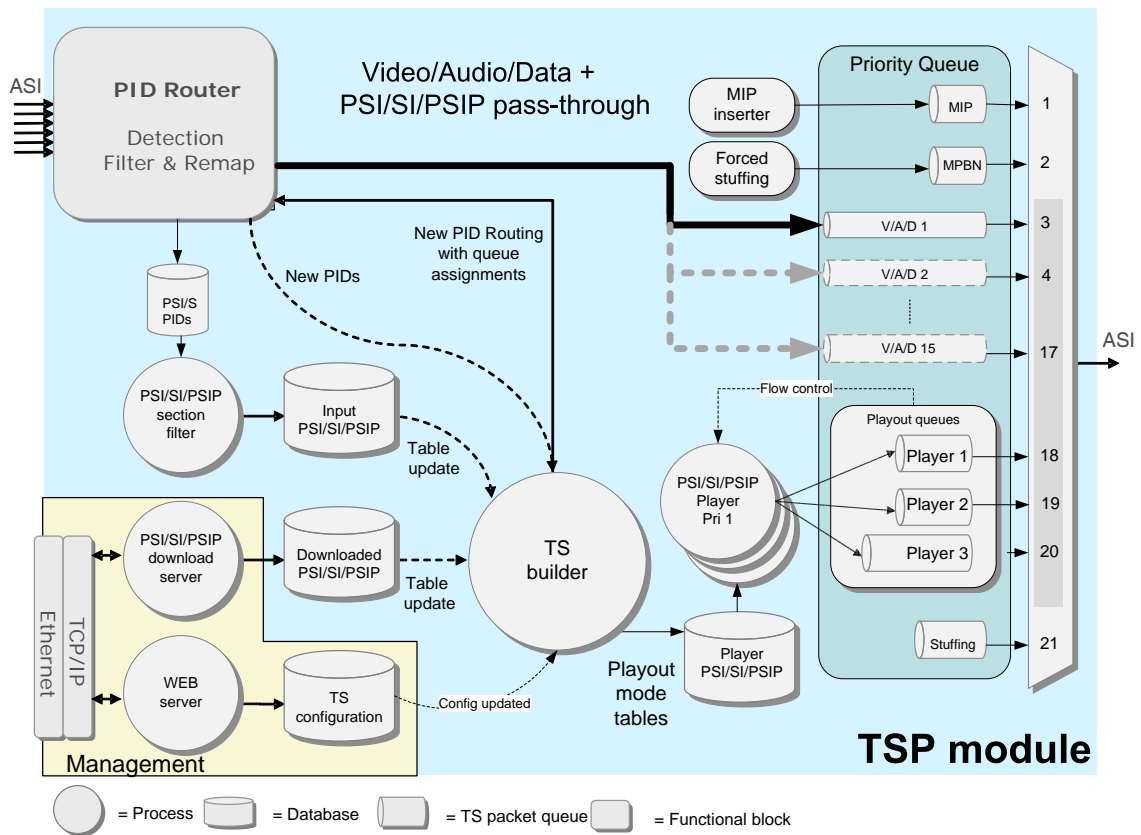 ASI
PID Router
Detection
Filter & Remap
Video/Audio/Data +
PSI/SI/PSIP pass-through
MIP
inserter
Forced
stuffing
Priority Queue
MIP
1
MPBN
2
V/A/D 1
3
V/A/D 2
4
V/A/D 15
17
ASI
New PID Routing
with queue
assignments
New PIDs
PSI/S
PIDs
PSI/SI/PSIP
section
filter
Input
PSI/SI/PSIP
Table
update
Flow control
Playout queues
Player 1
18
Player 2
19
Player 3
20
PSI/SI/PSIP
Player
Pri 1
TS
builder
Ethernet
TCP/IP
PSI/SI/PSIP
download
server
Downloaded
PSI/SI/PSIP
Table
update
WEB
server
TS
configuration
Config updated
Playout
mode
tables
Player
PSI/SI/PSIP
Stuffing
21
Management
TSP module
= Process
= Database
= TS packet queue
= Functional block